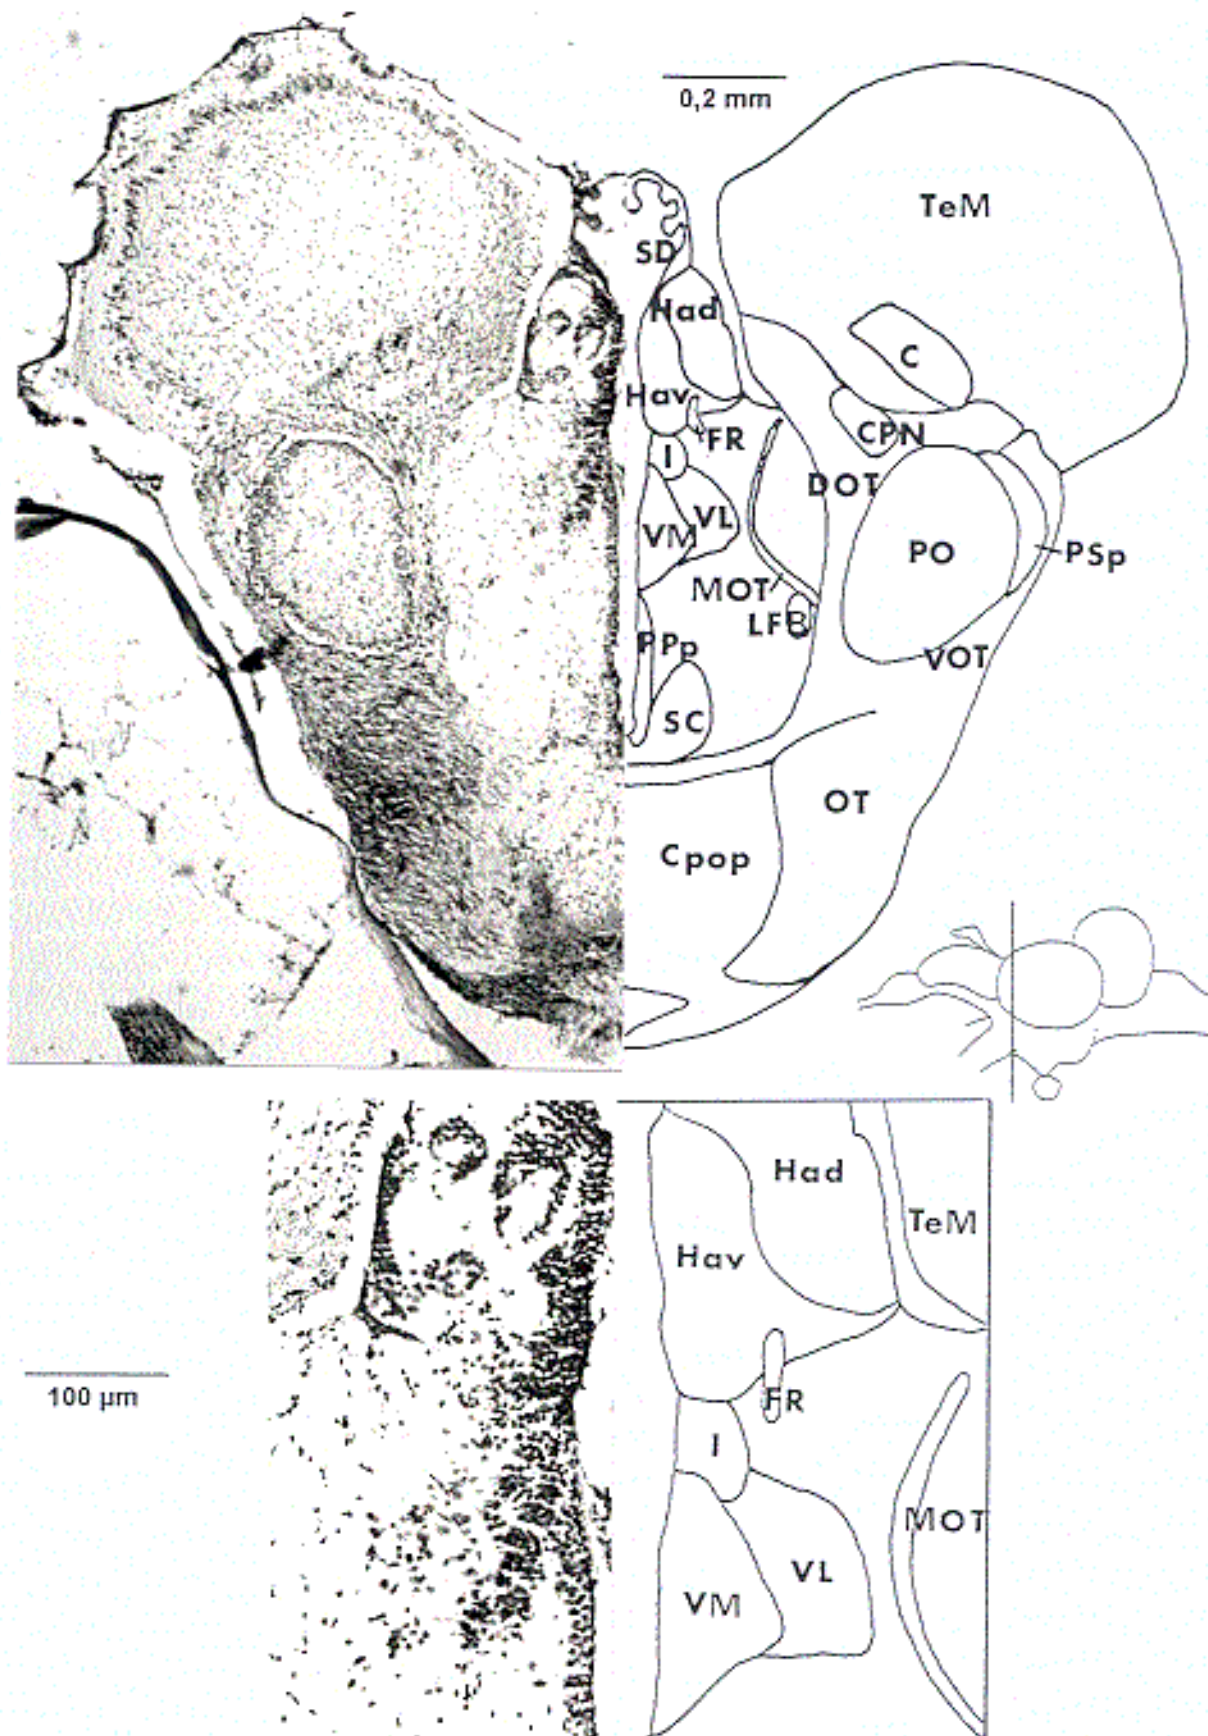 0,2 mm
TeM
SD
Had
C
Hav
CPN
FR
I
DOT
VL
VM
PO
PSp
MOT
LFB
PPp
VOT
SC
OT
Cpop
Had
TeM
Hav
100 µm
FR
I
MOT
VL
VM